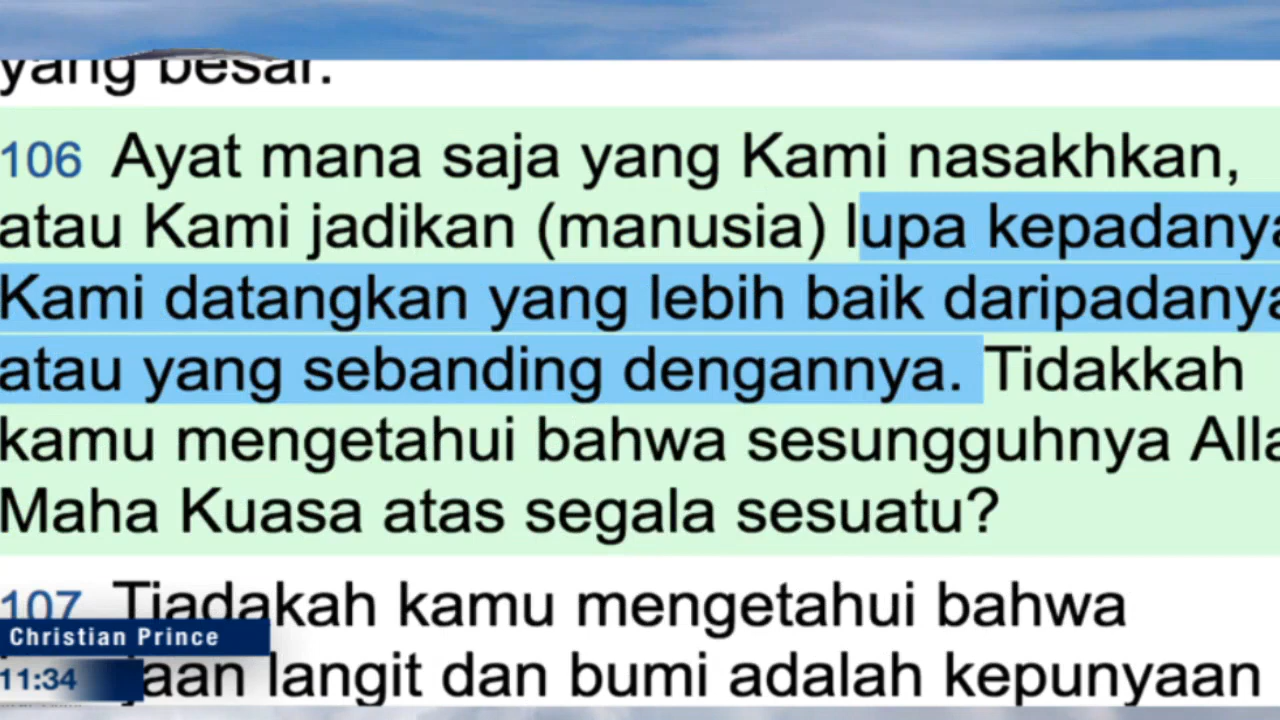 yang besar.
106 Ayat mana saja yang Kami nasakhkan,
atau Kami jadikan (manusia) lupa kepadanya
Kami datangkan yang lebih baik daripadanya
atau yang sebanding dengannya. Tidakkah
kamu mengetahui bahwa sesungguhnya Alla
Maha Kuasa atas segala sesuatu?
107 Tiadakah kamu mengetahui bahwa
Christian Prince
jaan langit dan bumi adalah kepunyaan
11:34